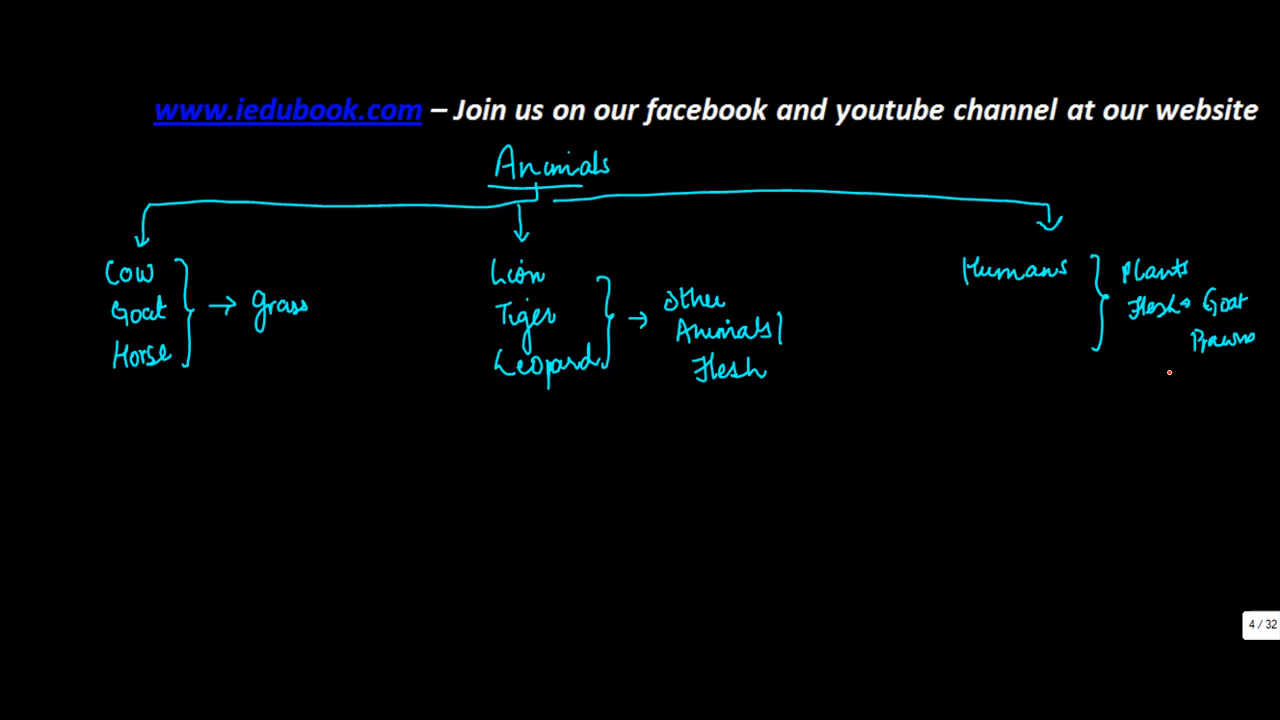 www.iedubook.com – Join us on our facebook and youtube channel at our website
Animals
Cow
Goat
Horse
→ grass
Lion
Tiger
Leopard
→ Other
Animals/
Flesh
Humans
Plants
Flesh → Goat
Prawns
4 / 32